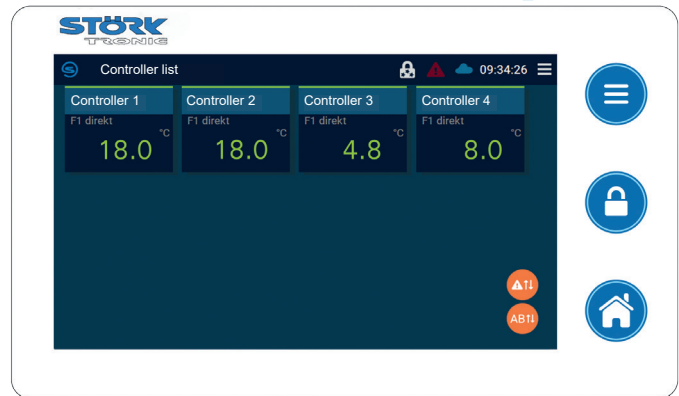 STÖRK
TRONIC
Controller list 09:34:26
Controller 1 Controller 2 Controller 3 Controller 4
F1 direkt F1 direkt F1 direkt F1 direkt
°C °C °C °C
18.0 18.0 4.8 8.0
AB